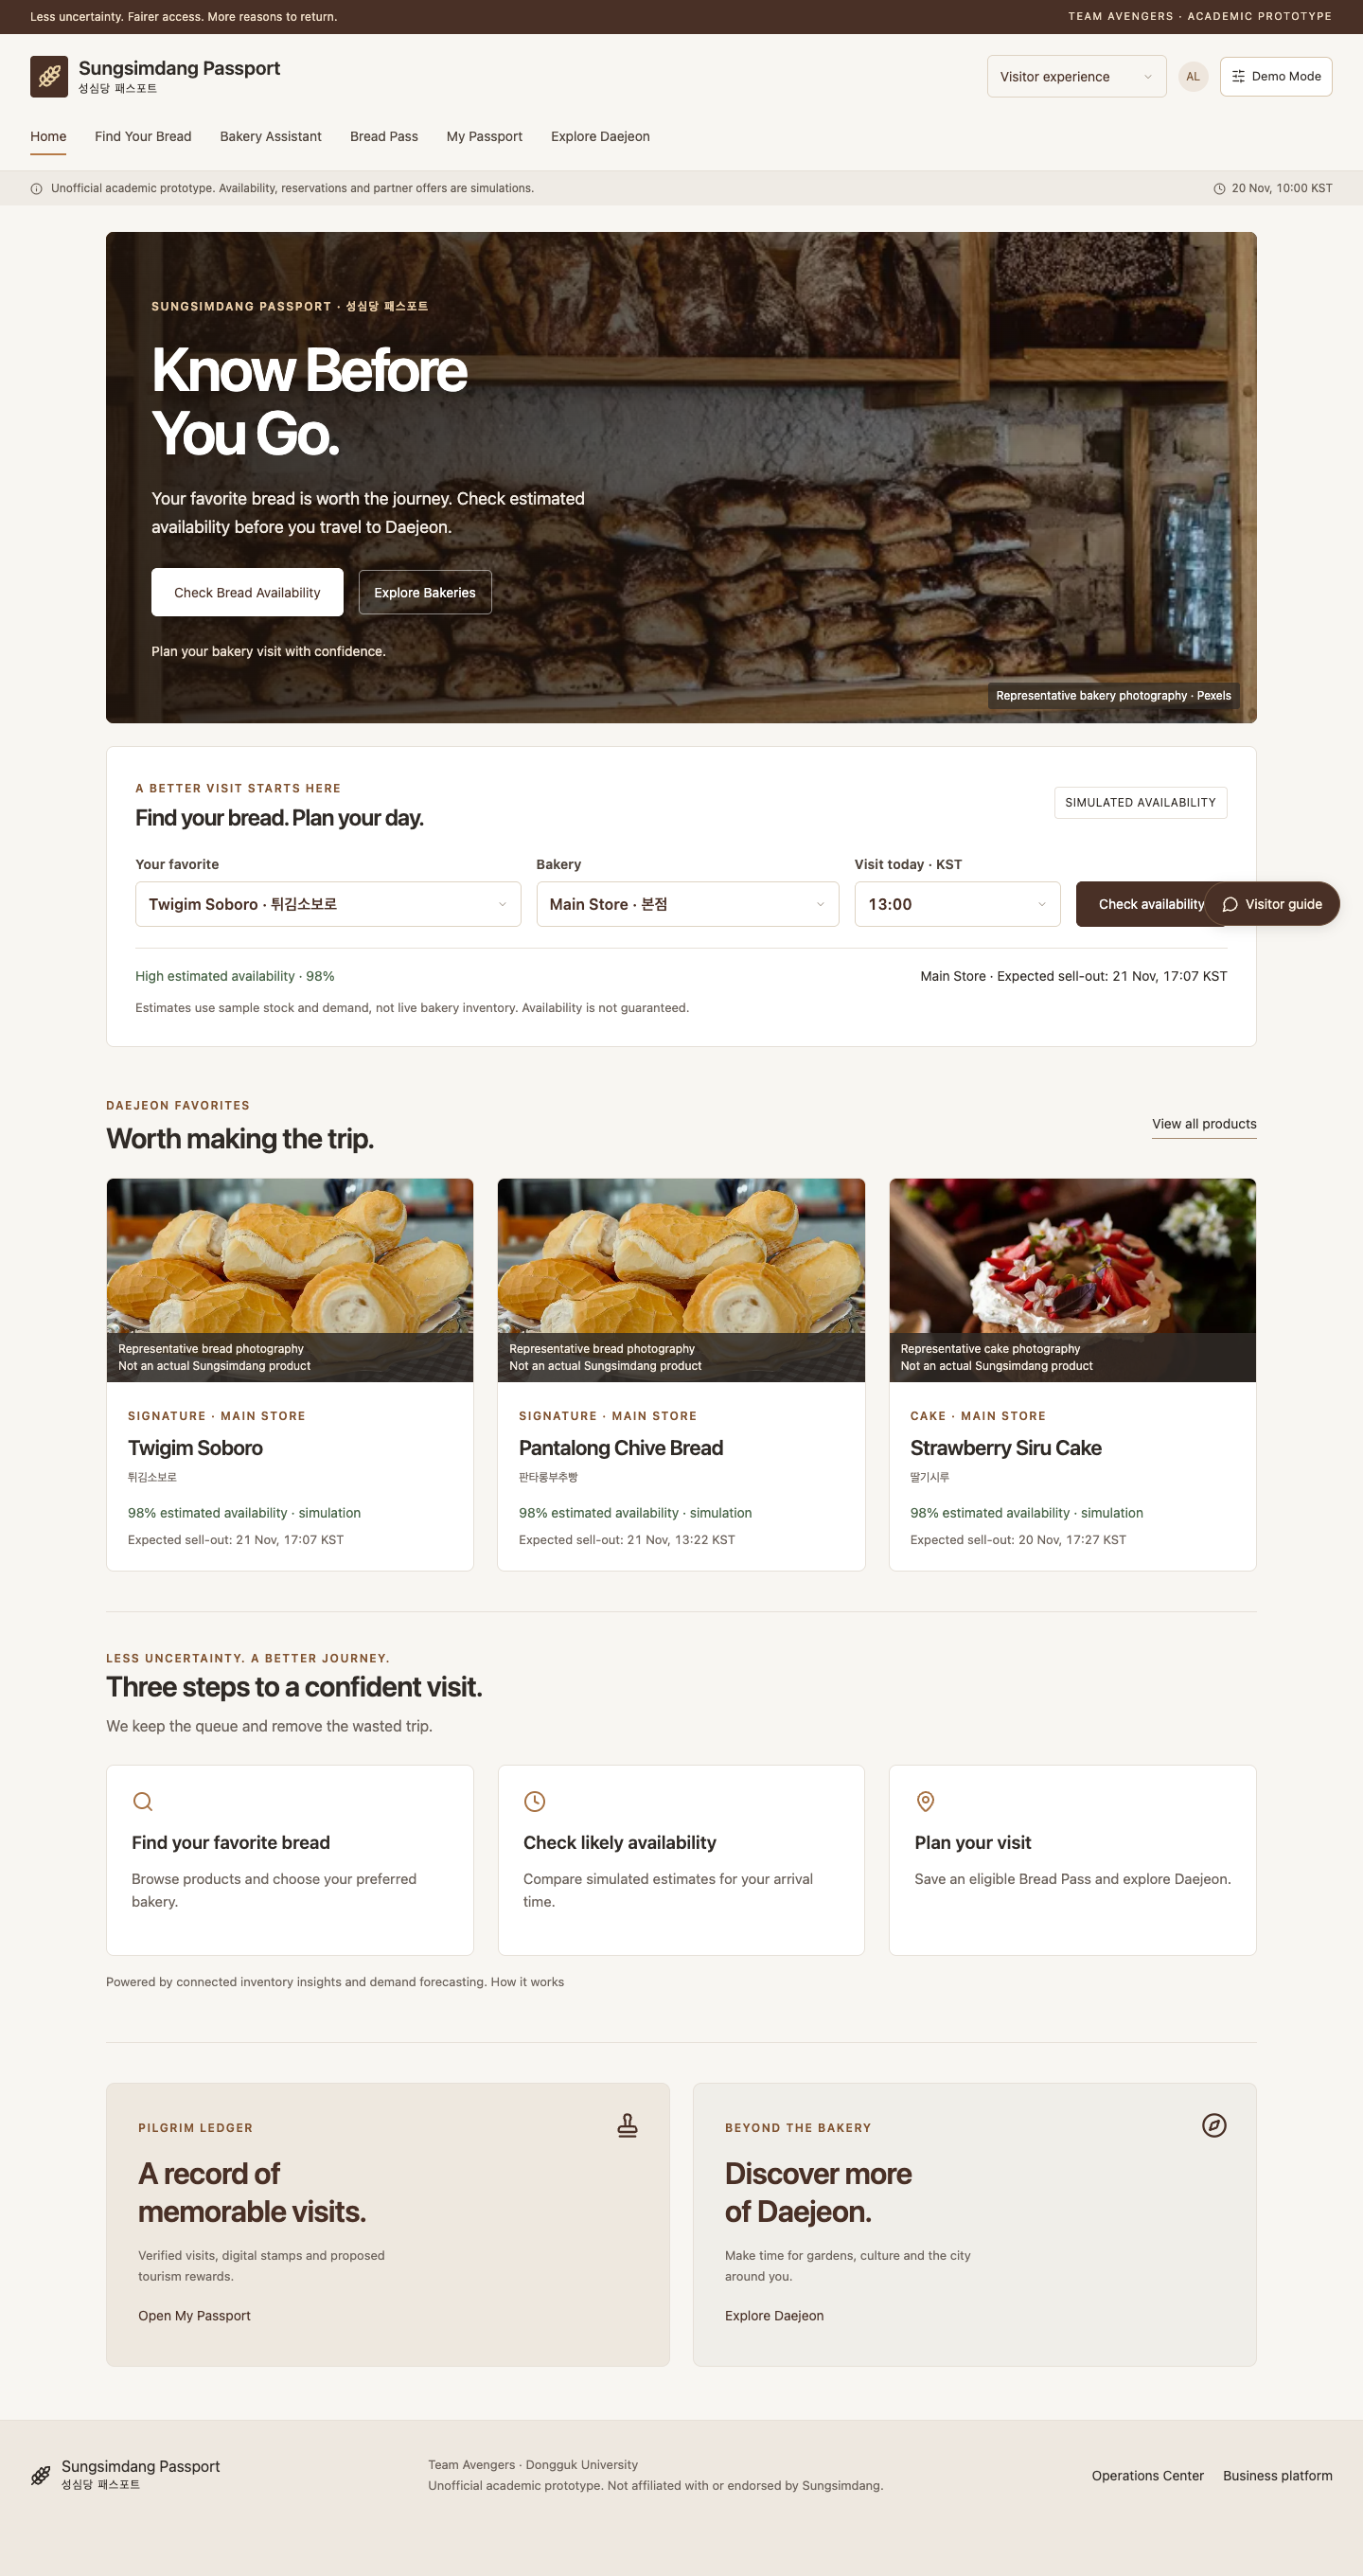 Less uncertainty. Fairer access. More reasons to return.
TEAM AVENGERS · ACADEMIC PROTOTYPE
Sungsimdang Passport
성심당 패스포트
Visitor experience
AL
Demo Mode
Home
Find Your Bread
Bakery Assistant
Bread Pass
My Passport
Explore Daejeon
Unofficial academic prototype. Availability, reservations and partner offers are simulations.
20 Nov, 10:00 KST
SUNGSIMDANG PASSPORT · 성심당 패스포트
Know Before
You Go.
Your favorite bread is worth the journey. Check estimated
availability before you travel to Daejeon.
Check Bread Availability
Explore Bakeries
Plan your bakery visit with confidence.
Representative bakery photography · Pexels
A BETTER VISIT STARTS HERE
Find your bread. Plan your day.
SIMULATED AVAILABILITY
Your favorite
Bakery
Visit today · KST
Twigim Soboro · 튀김소보로
Main Store · 본점
13:00
Check availability
Visitor guide
High estimated availability · 98%
Main Store · Expected sell-out: 21 Nov, 17:07 KST
Estimates use sample stock and demand, not live bakery inventory. Availability is not guaranteed.
DAEJEON FAVORITES
Worth making the trip.
View all products
Representative bread photography
Not an actual Sungsimdang product
SIGNATURE · MAIN STORE
Twigim Soboro
튀김소보로
98% estimated availability · simulation
Expected sell-out: 21 Nov, 17:07 KST
Representative bread photography
Not an actual Sungsimdang product
SIGNATURE · MAIN STORE
Pantalong Chive Bread
판타롱부추빵
98% estimated availability · simulation
Expected sell-out: 21 Nov, 13:22 KST
Representative cake photography
Not an actual Sungsimdang product
CAKE · MAIN STORE
Strawberry Siru Cake
딸기시루
98% estimated availability · simulation
Expected sell-out: 20 Nov, 17:27 KST
LESS UNCERTAINTY. A BETTER JOURNEY.
Three steps to a confident visit.
We keep the queue and remove the wasted trip.
Find your favorite bread
Browse products and choose your preferred
bakery.
Check likely availability
Compare simulated estimates for your arrival
time.
Plan your visit
Save an eligible Bread Pass and explore Daejeon.
Powered by connected inventory insights and demand forecasting. How it works
PILGRIM LEDGER
A record of
memorable visits.
Verified visits, digital stamps and proposed
tourism rewards.
Open My Passport
BEYOND THE BAKERY
Discover more
of Daejeon.
Make time for gardens, culture and the city
around you.
Explore Daejeon
Sungsimdang Passport
성심당 패스포트
Team Avengers · Dongguk University
Unofficial academic prototype. Not affiliated with or endorsed by Sungsimdang.
Operations Center
Business platform